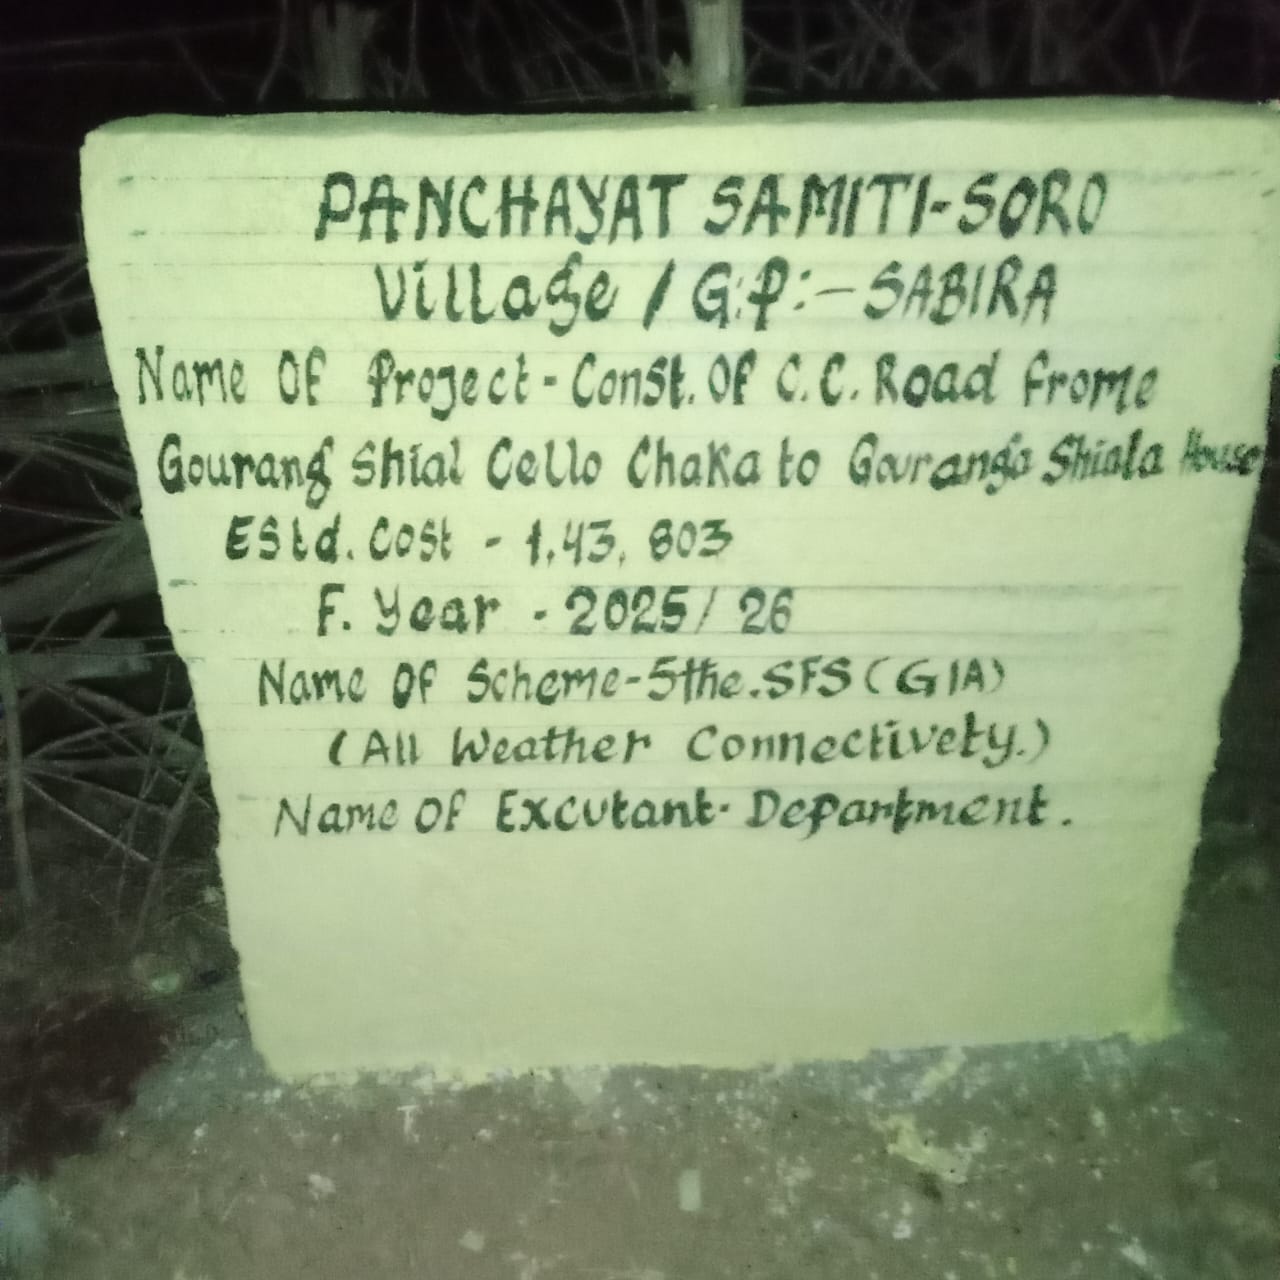 PANCHAYAT SAMITI-SORO
Village / G.P:- SABIRA
Name Of Project - Const. Of C.C. Road Frome
Gourang Shial Cello Chaka to Gouranga Shiala House
EStd. Cost - 1,43, 803
F. Year - 2025/ 26
Name Of Scheme-5the.SFS (GIA)
(All Weather Connectivety.)
Name Of Excutant- Department.